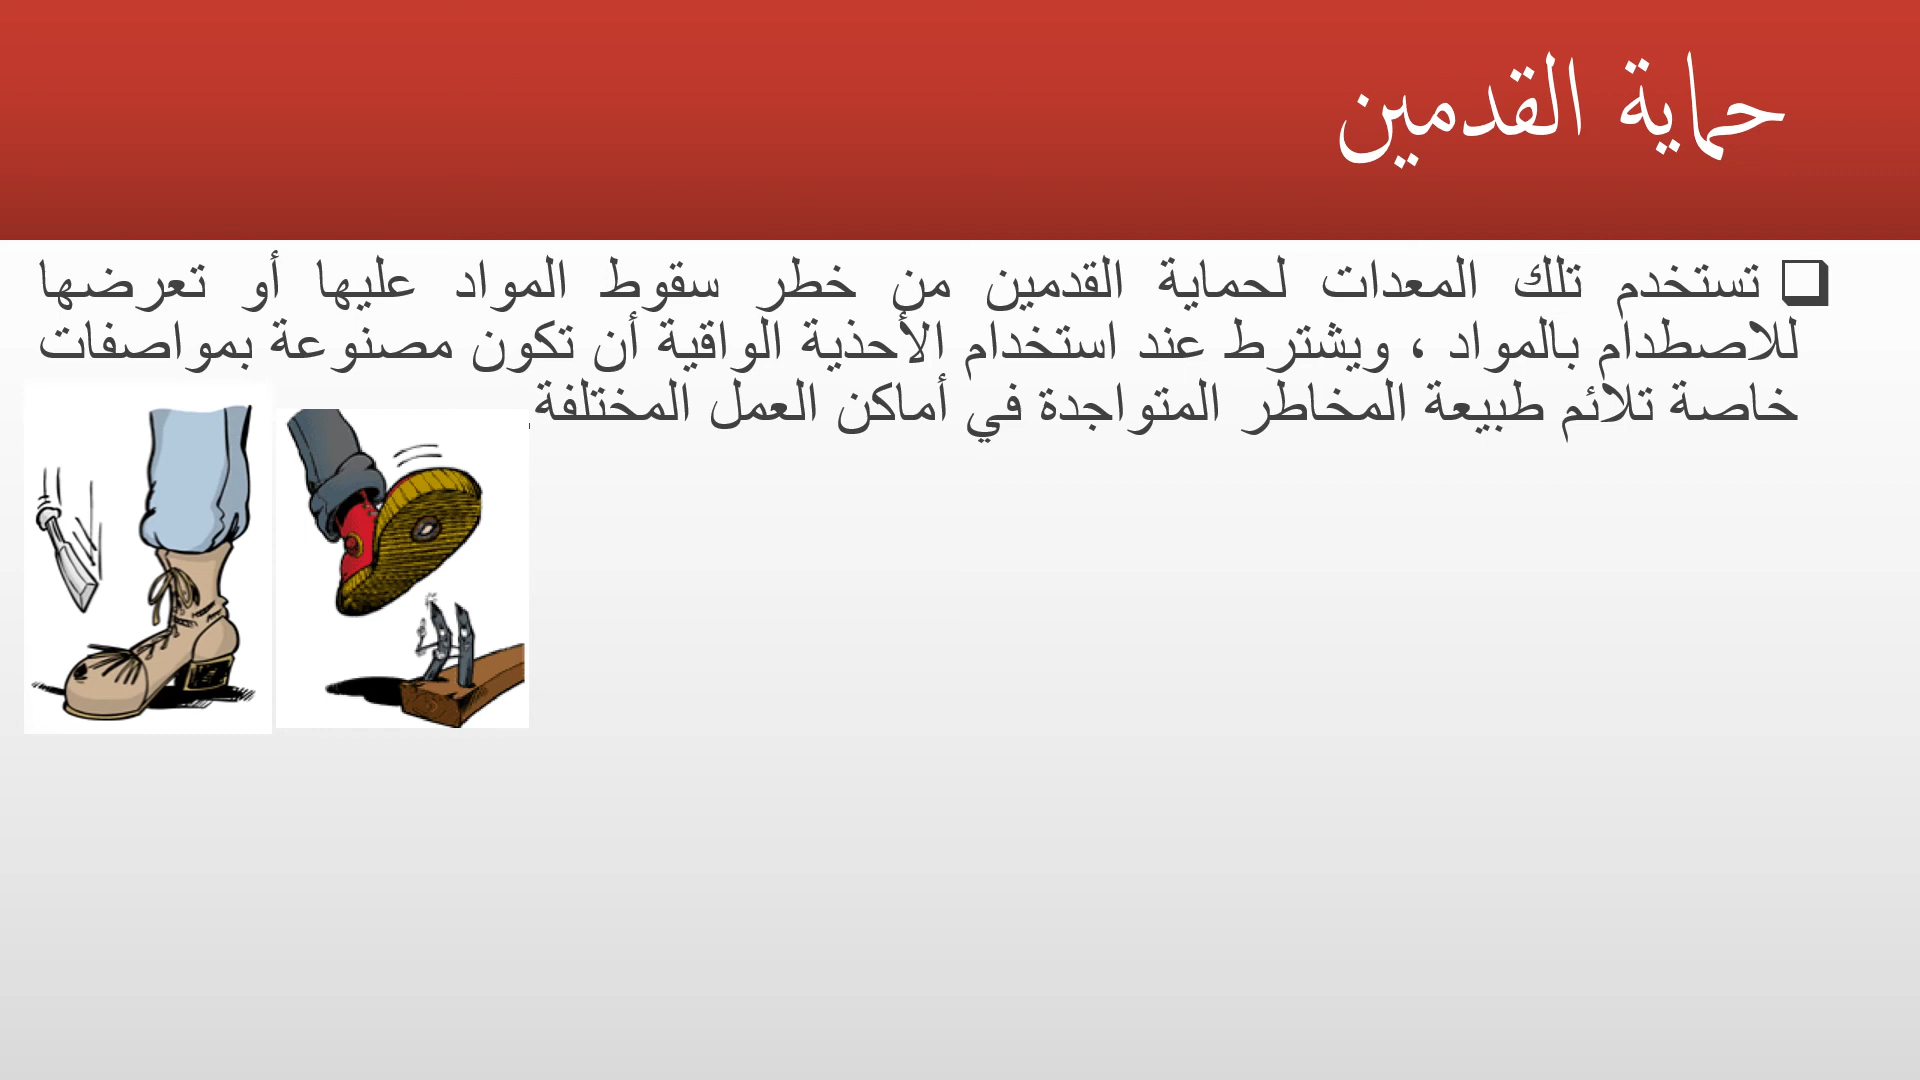 حماية القدمين
تستخدم تلك المعدات لحماية القدمين من خطر سقوط المواد عليها أو تعرضها
للاصطدام بالمواد ، ويشترط عند استخدام الأحذية الواقية أن تكون مصنوعة بمواصفات
خاصة تلائم طبيعة المخاطر المتواجدة في أماكن العمل المختلفة.